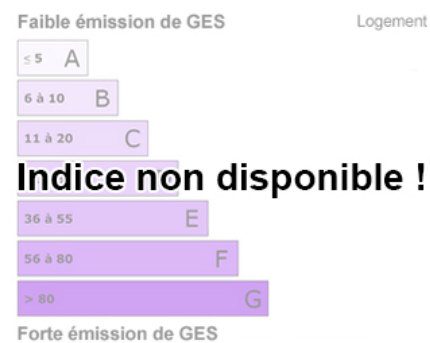 Faible émission de GES
Logement
≤ 5 A
6 à 10 B
11 à 20 C
Indice non disponible !
36 à 55 E
56 à 80 F
> 80 G
Forte émission de GES